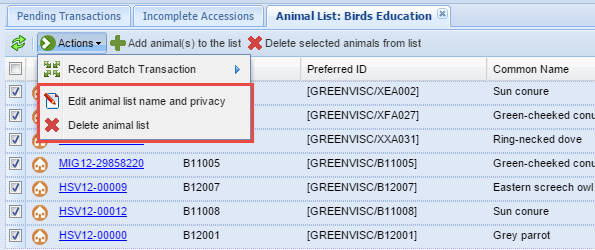 Pending Transactions Incomplete Accessions Animal List: Birds Education
Actions Add animal(s) to the list Delete selected animals from list
Preferred ID Common Name
Record Batch Transaction
Edit animal list name and privacy
Delete animal list
[GREENVISC/XEA002] Sun conure
[GREENVISC/XFA027] Green-cheeked conu
[GREENVISC/XXA031] Ring-necked dove
MIG12-29858220 B11005 [GREENVISC/B11005] Green-cheeked conu
HSV12-00009 B12007 [GREENVISC/B12007] Eastern screech owl
HSV12-00012 B11008 [GREENVISC/B11008] Sun conure
HSV12-00000 B12001 [GREENVISC/B12001] Grey parrot